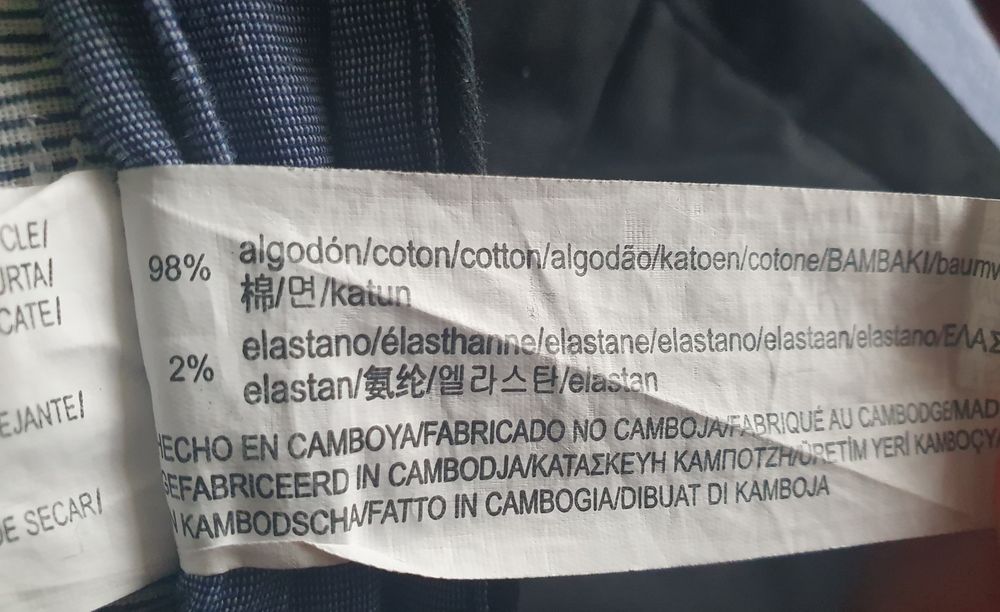 CLE/
URTA/
CATE/
EJANTE/
DE SECAR/
98% algodón/coton/cotton/algodão/katoen/cotone/BAMBAKI/baumw
棉/면/katun
2% elastano/élasthanne/elastane/elastano/elastaan/elastano/ΕΛΑΣ
elastan/氨纶/엘라스탄/elastan
HECHO EN CAMBOYA/FABRICADO NO CAMBOJA/FABRIQUÉ AU CAMBODGE/MAD
GEFABRICEERD IN CAMBODJA/ΚΑΤΑΣΚΕΥΗ ΚΑΜΠΟΤΖΗ/ÜRETİM YERİ KAMBOÇY
N KAMBODSCHA/FATTO IN CAMBOGIA/DIBUAT DI KAMBOJA